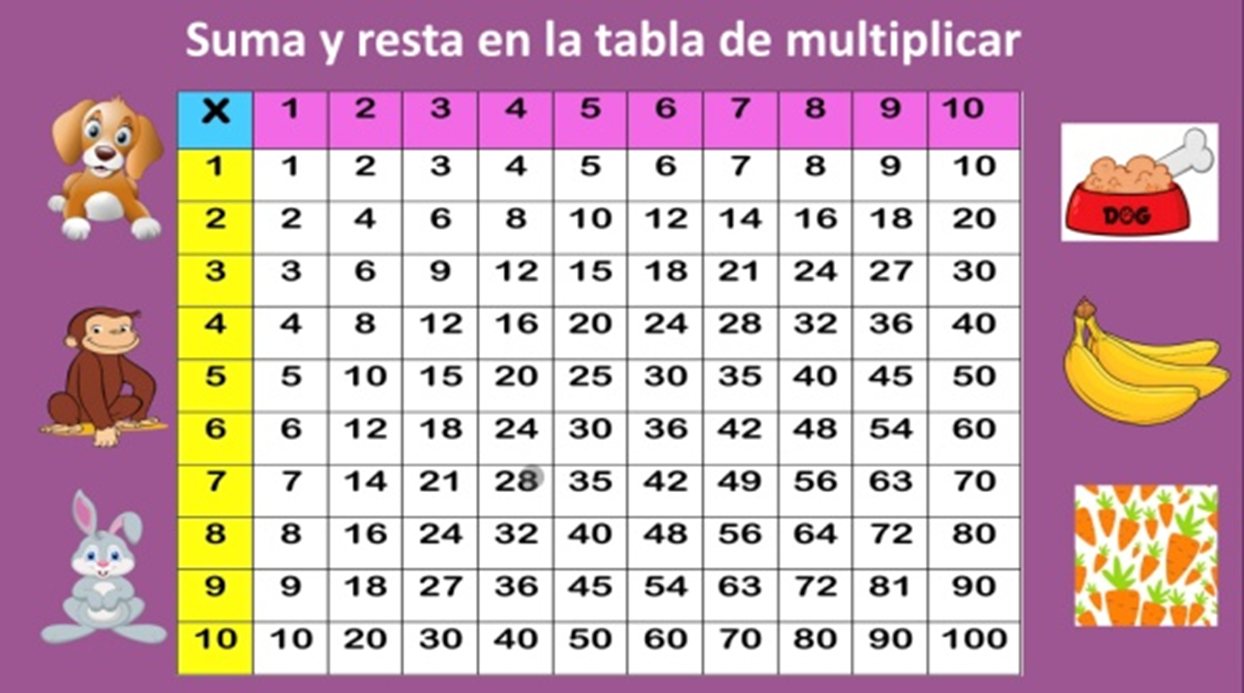 Suma y resta en la tabla de multiplicar
X 1 2 3 4 5 6 7 8 9 10
1 1 2 3 4 5 6 7 8 9 10
2 2 4 6 8 10 12 14 16 18 20
3 3 6 9 12 15 18 21 24 27 30
4 4 8 12 16 20 24 28 32 36 40
5 5 10 15 20 25 30 35 40 45 50
6 6 12 18 24 30 36 42 48 54 60
7 7 14 21 28 35 42 49 56 63 70
8 8 16 24 32 40 48 56 64 72 80
9 9 18 27 36 45 54 63 72 81 90
10 10 20 30 40 50 60 70 80 90 100
DOG